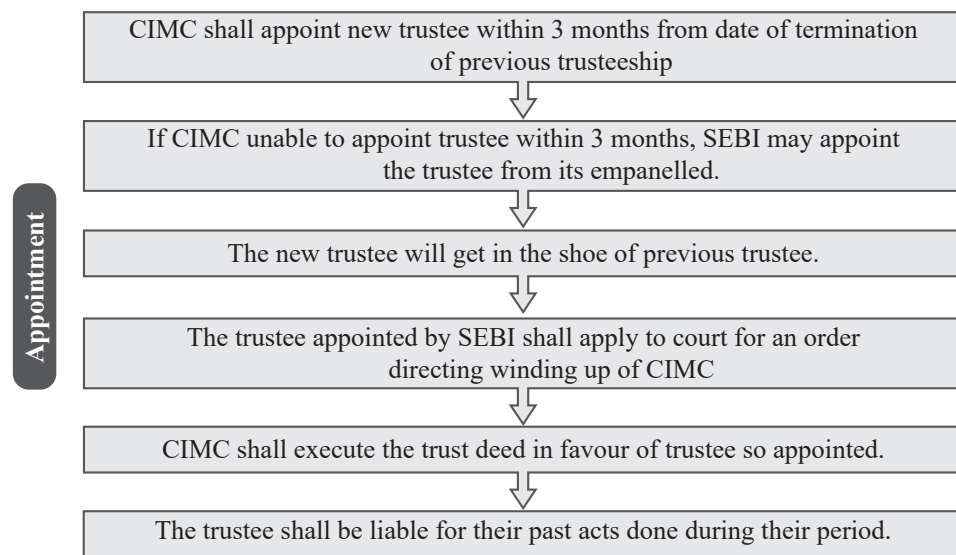 CIMC shall appoint new trustee within 3 months from date of termination
of previous trusteeship
If CIMC unable to appoint trustee within 3 months, SEBI may appoint
the trustee from its empanelled.
Appointment
The new trustee will get in the shoe of previous trustee.
The trustee appointed by SEBI shall apply to court for an order
directing winding up of CIMC
CIMC shall execute the trust deed in favour of trustee so appointed.
The trustee shall be liable for their past acts done during their period.